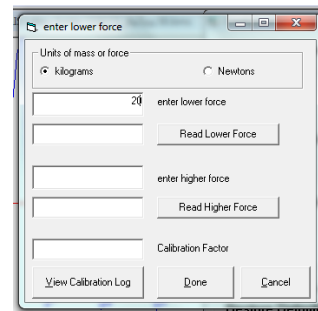 enter lower force
Units of mass or force
kilograms
Newtons
20
enter lower force
Read Lower Force
enter higher force
Read Higher Force
Calibration Factor
View Calibration Log
Done
Cancel